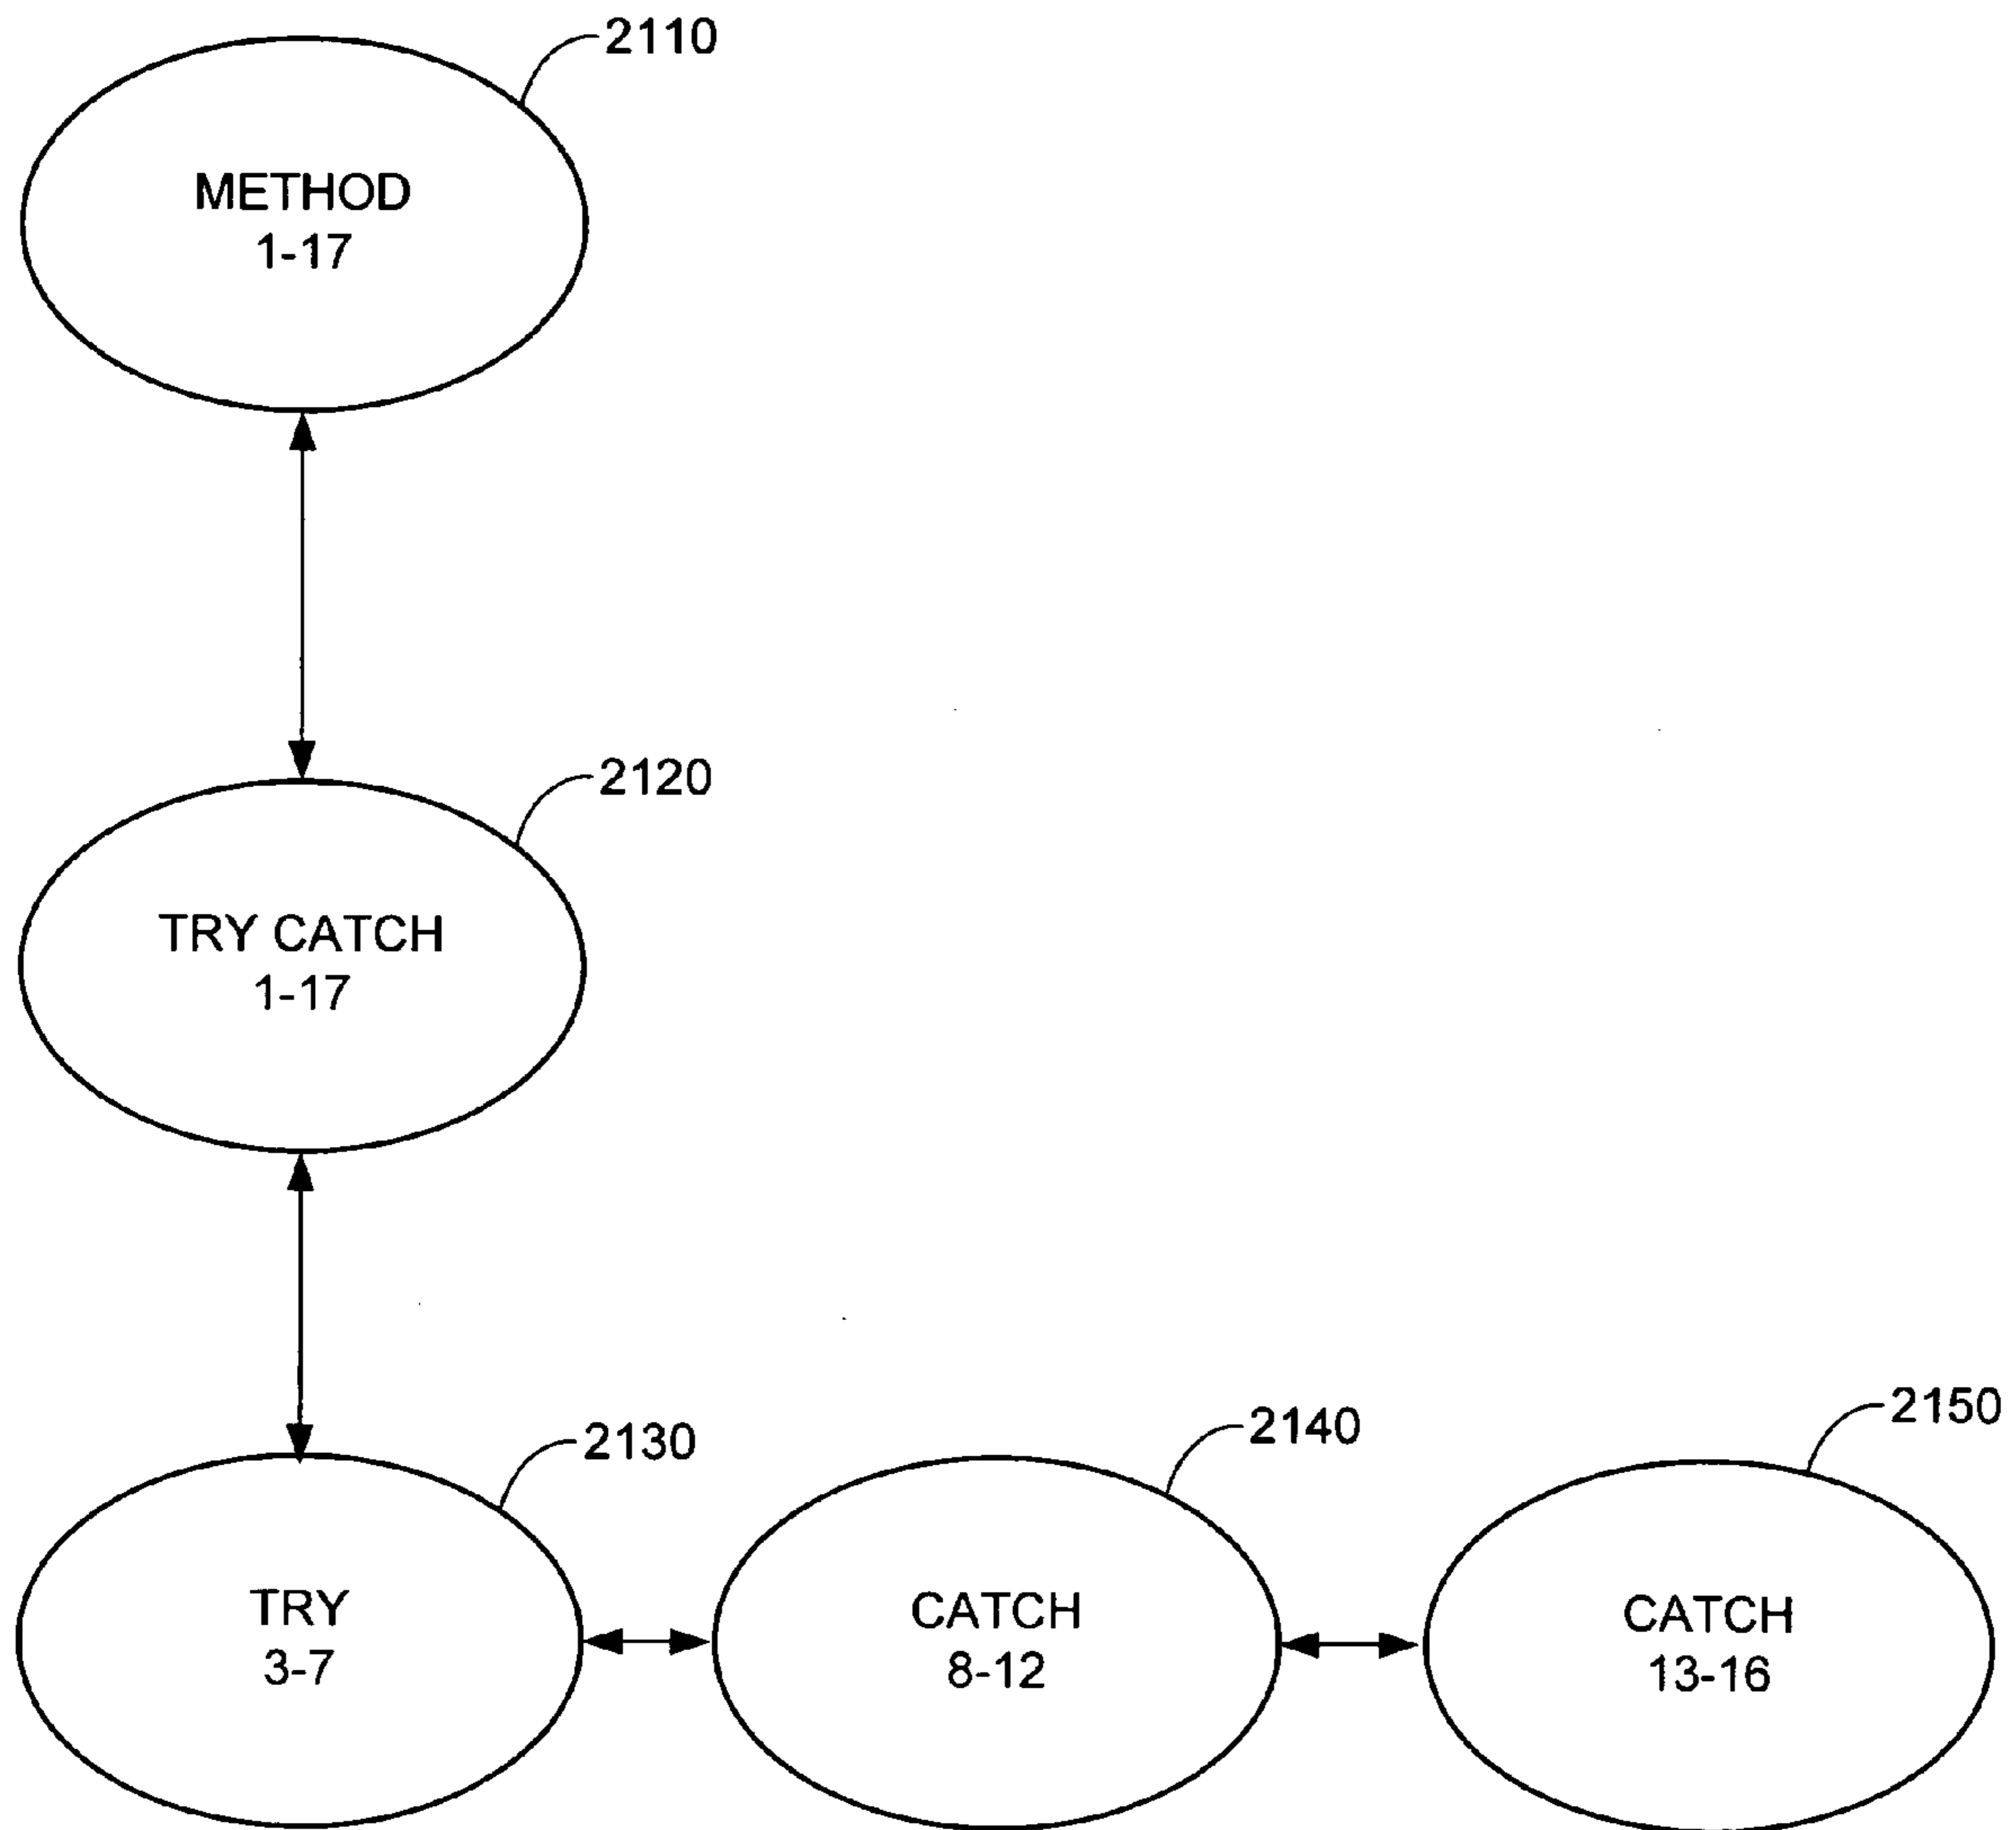 2110
METHOD
1-17
2120
TRY CATCH
1-17
2130
TRY
3-7
2140
CATCH
8-12
2150
CATCH
13-16